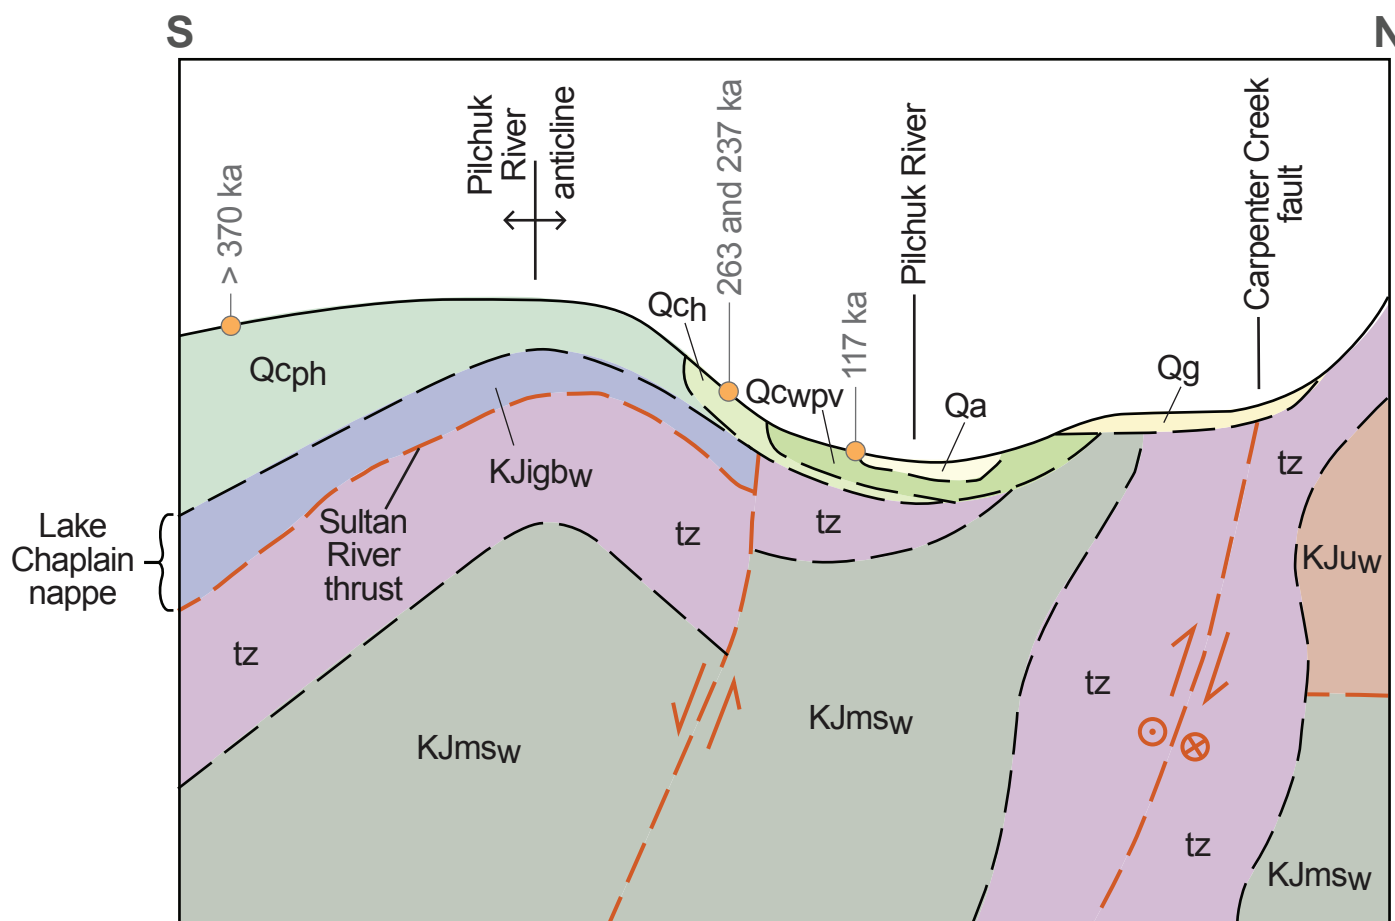 S
N
Pilchuk
River
anticline
> 370 ka
263 and 237 ka
117 ka
Pilchuk River
Carpenter Creek
fault
Qch
Qcph
Qcwpv
Qa
Qg
KJigbw
tz
tz
tz
Sultan
River
thrust
Lake
Chaplain
nappe
KJuw
tz
tz
KJmsw
KJmsw
tz
KJmsw